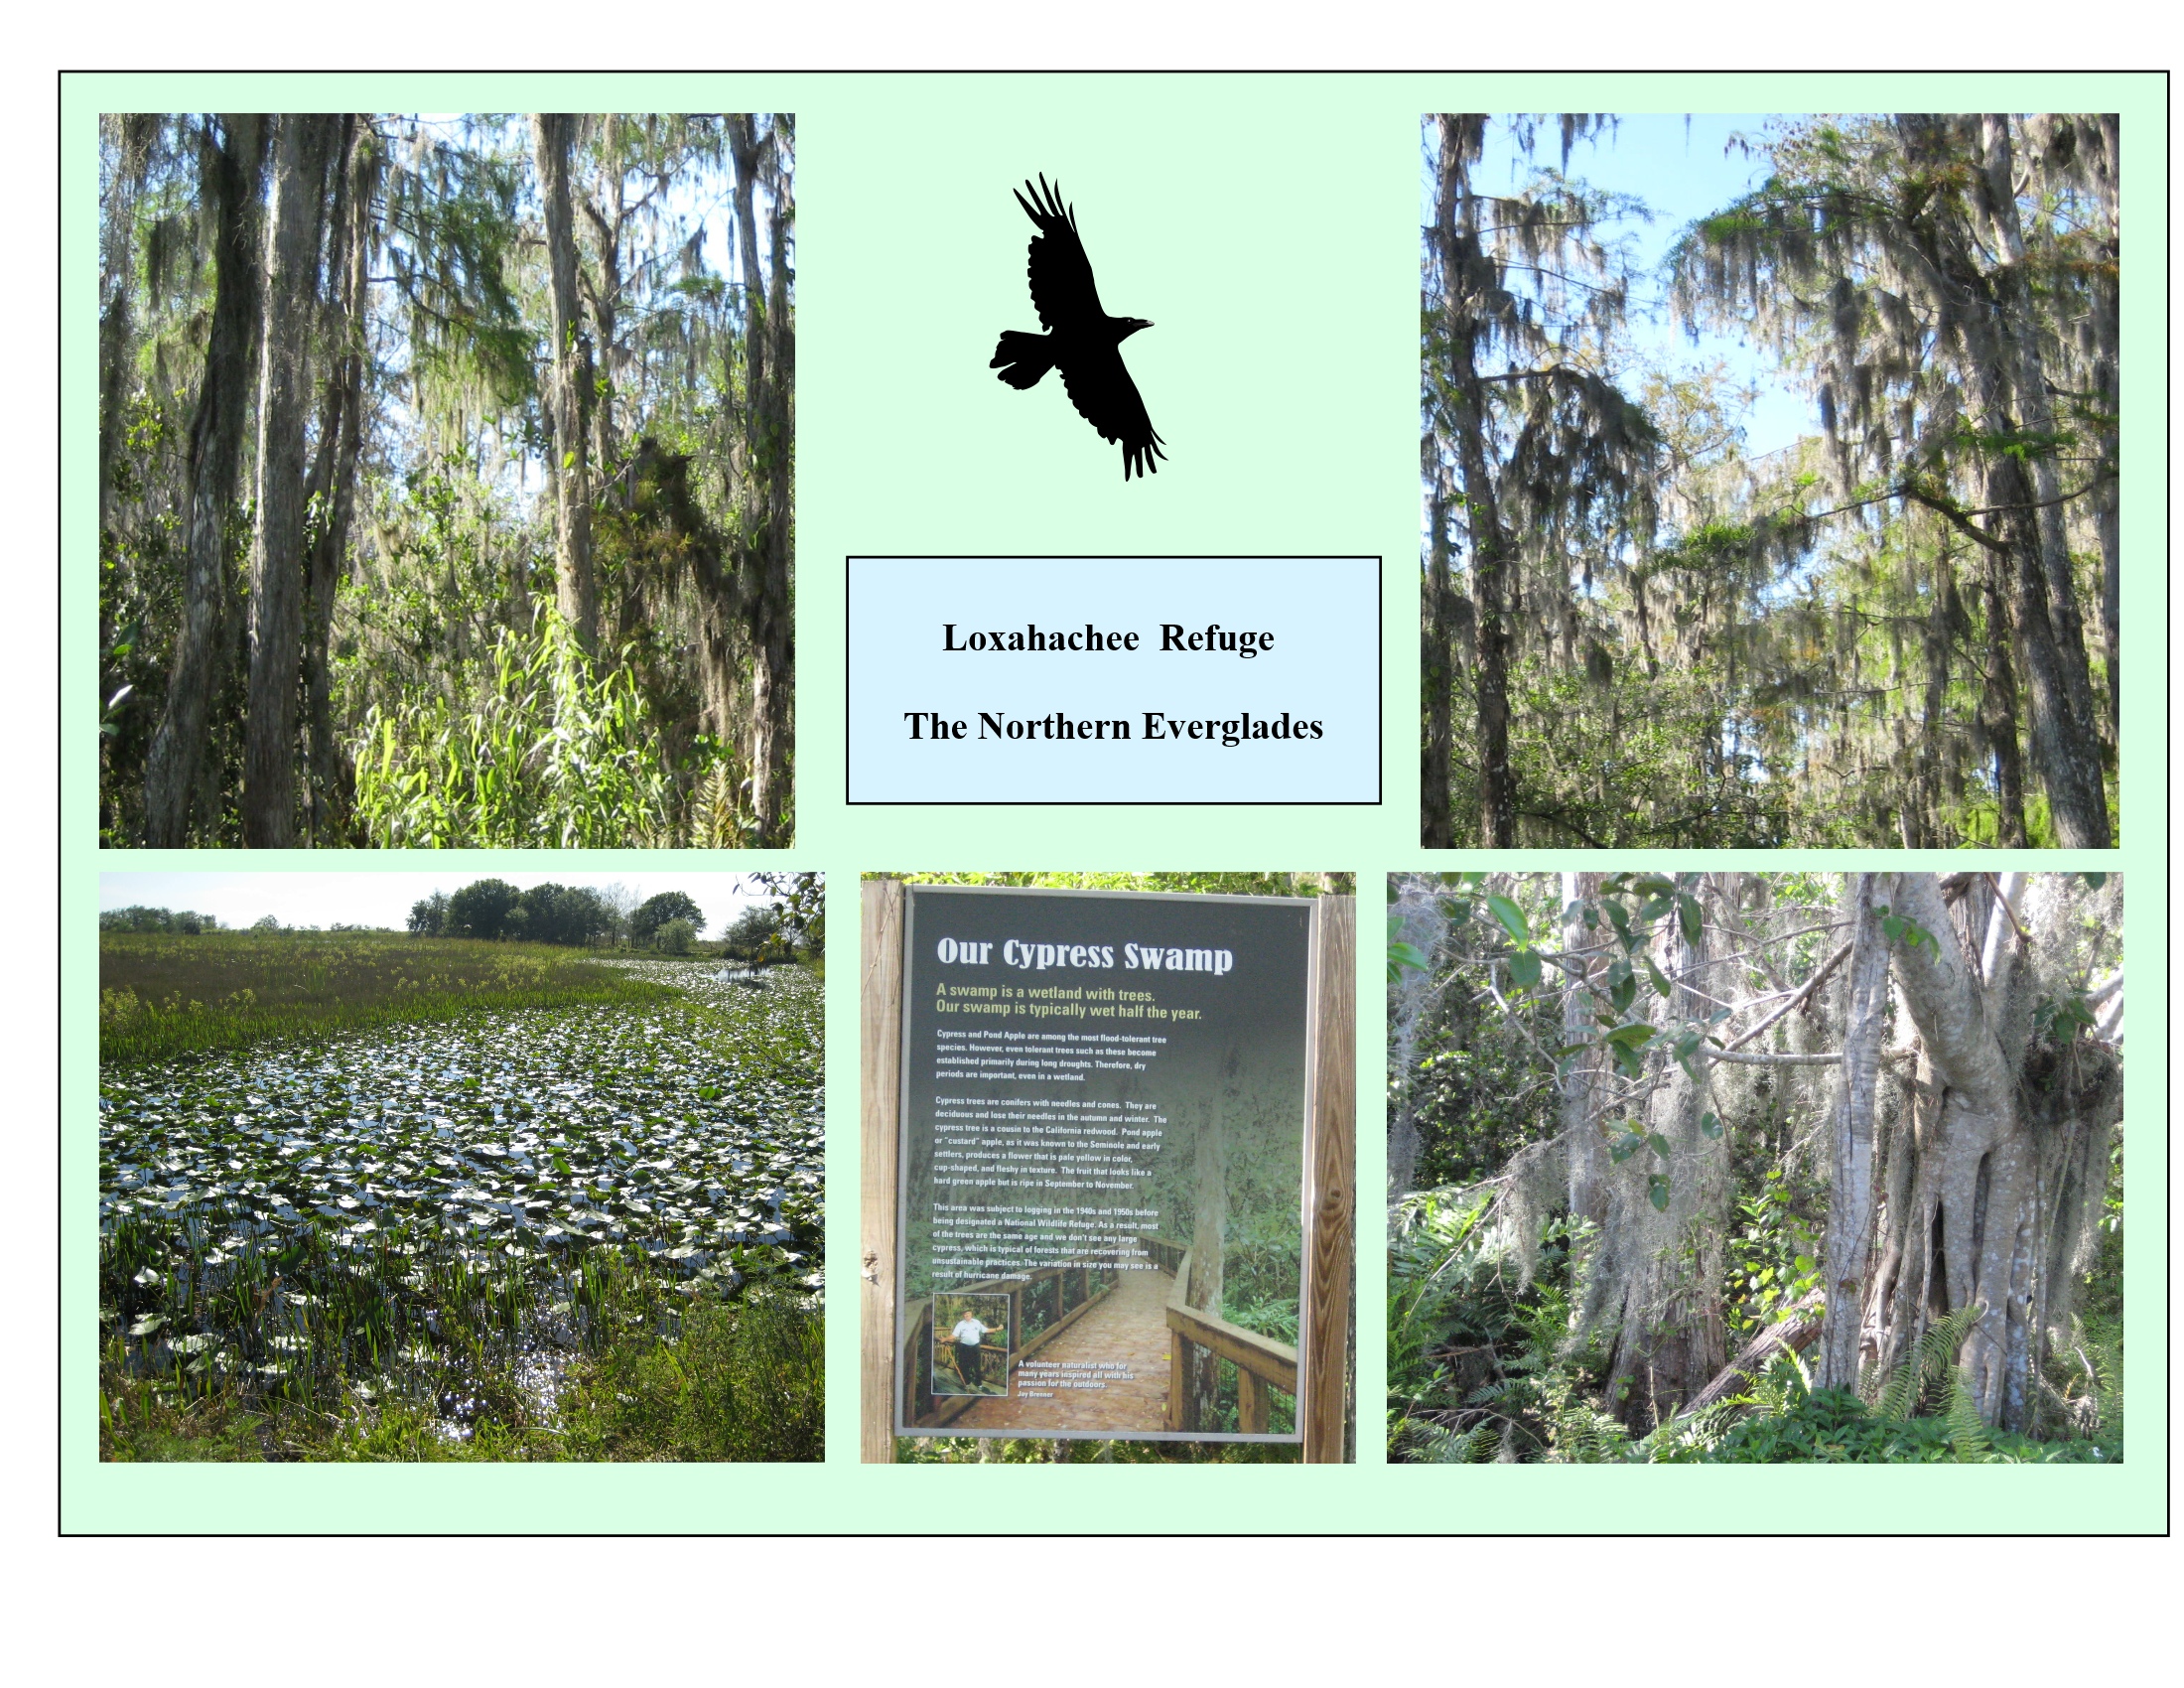 Loxahachee Refuge
The Northern Everglades
Our Cypress Swamp
A swamp is a wetland with trees.
Our swamp is typically wet half the year.
Cypress and Pond Apple are among the most flood-tolerant tree
species. However, even tolerant trees such as these become
established primarily during long droughts. Therefore, dry
periods are important, even in a wetland.
Cypress trees are conifers with needles and cones. They are
deciduous and lose their needles in the autumn and winter. The
cypress tree is a cousin to the California redwood. Pond apple
or "custard" apple, as it was known to the Seminole and early
settlers, produces a flower that is pale yellow in color,
cup-shaped, and fleshy in texture. The fruit that looks like a
hard green apple but is ripe in September to November.
This area was subject to logging in the 1940s and 1950s before
being designated a National Wildlife Refuge. As a result, most
of the trees are the same age and we don't see any large
cypress, which is typical of forests that are recovering from
unsustainable practices. The variation in size you may see is a
result of hurricane damage.
A volunteer naturalist who for
many years inspired all with his
passion for the outdoors.
Jay Brenner